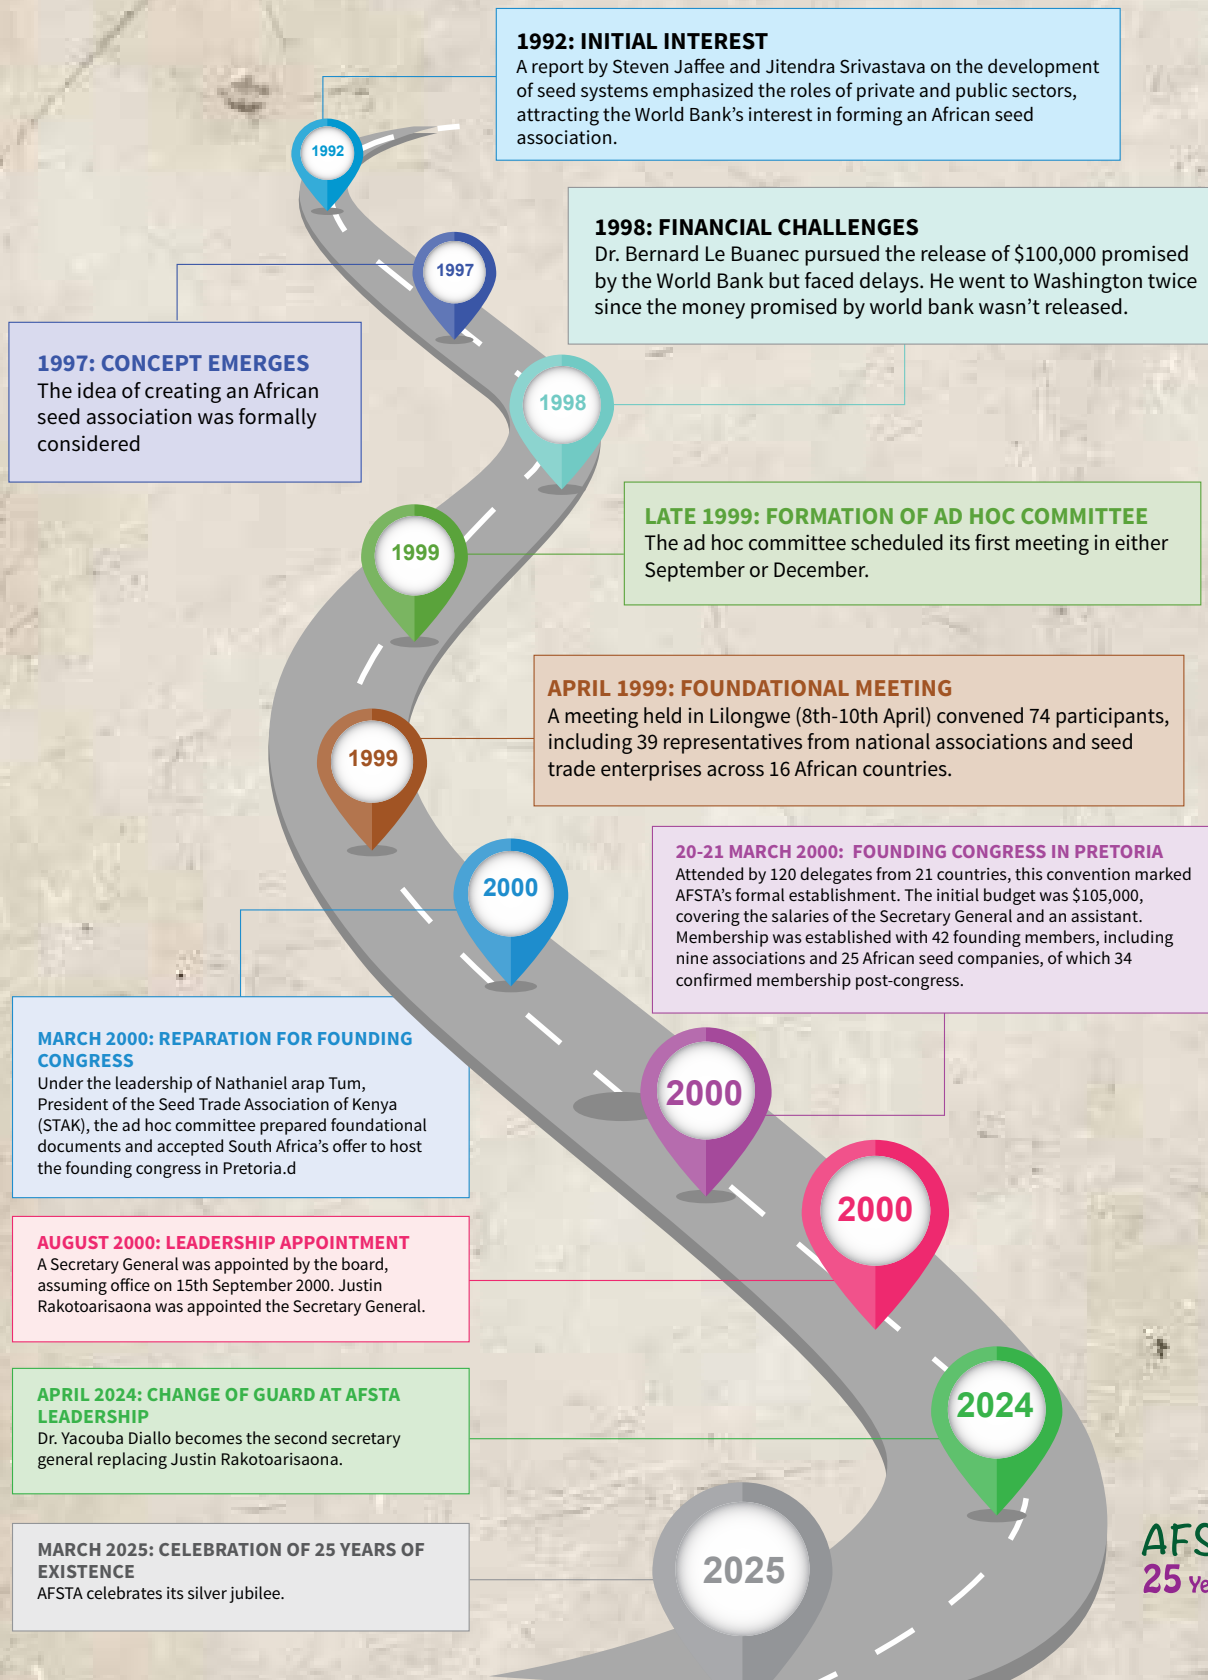 1992: INITIAL INTEREST
A report by Steven Jaffee and Jitendra Srivastava on the development
of seed systems emphasized the roles of private and public sectors,
attracting the World Bank's interest in forming an African seed
association.
1992
1998: FINANCIAL CHALLENGES
Dr. Bernard Le Buanec pursued the release of $100,000 promised
by the World Bank but faced delays. He went to Washington twice
since the money promised by world bank wasn't released.
1997
1997: CONCEPT EMERGES
The idea of creating an African
seed association was formally
considered
1998
LATE 1999: FORMATION OF AD HOC COMMITTEE
The ad hoc committee scheduled its first meeting in either
September or December.
1999
APRIL 1999: FOUNDATIONAL MEETING
A meeting held in Lilongwe (8th-10th April) convened 74 participants,
including 39 representatives from national associations and seed
trade enterprises across 16 African countries.
1999
20-21 MARCH 2000: FOUNDING CONGRESS IN PRETORIA
Attended by 120 delegates from 21 countries, this convention marked
AFSTA's formal establishment. The initial budget was $105,000,
covering the salaries of the Secretary General and an assistant.
Membership was established with 42 founding members, including
nine associations and 25 African seed companies, of which 34
confirmed membership post-congress.
2000
MARCH 2000: REPARATION FOR FOUNDING
CONGRESS
Under the leadership of Nathaniel arap Tum,
President of the Seed Trade Association of Kenya
(STAK), the ad hoc committee prepared foundational
documents and accepted South Africa's offer to host
the founding congress in Pretoria.d
2000
2000
AUGUST 2000: LEADERSHIP APPOINTMENT
A Secretary General was appointed by the board,
assuming office on 15th September 2000. Justin
Rakotoarisaona was appointed the Secretary General.
APRIL 2024: CHANGE OF GUARD AT AFSTA
LEADERSHIP
Dr. Yacouba Diallo becomes the second secretary
general replacing Justin Rakotoarisaona.
2024
MARCH 2025: CELEBRATION OF 25 YEARS OF
EXISTENCE
AFSTA celebrates its silver jubilee.
2025
AFS
25 Ye